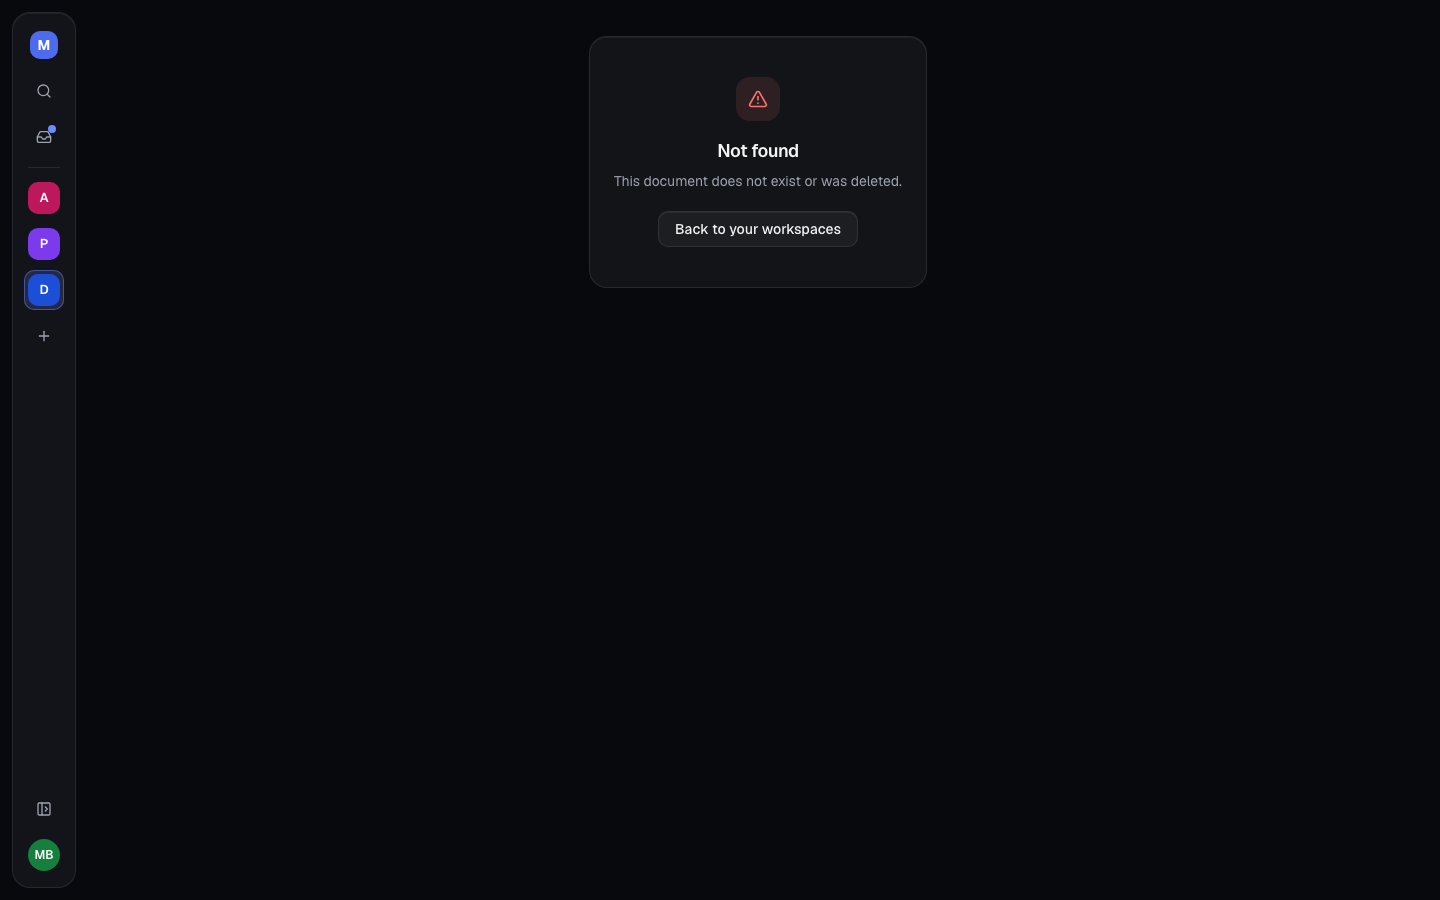 M
A
P
D
MB
Not found
This document does not exist or was deleted.
Back to your workspaces